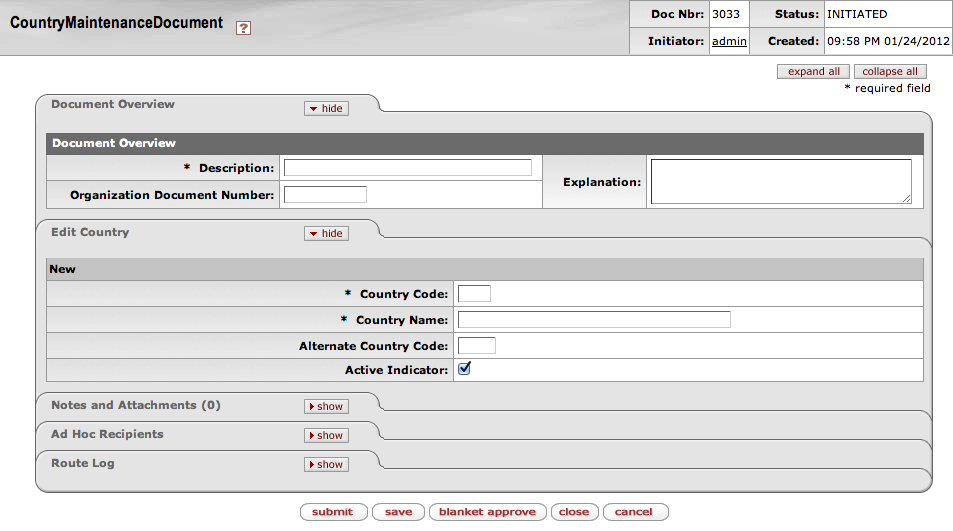 CountryMaintenanceDocument ?
Doc Nbr: 3033 Status: INITIATED
Initiator: admin Created: 09:58 PM 01/24/2012
expand all collapse all
* required field
Document Overview hide
Document Overview
* Description: Explanation:
Organization Document Number:
Edit Country hide
New
* Country Code:
* Country Name:
Alternate Country Code:
Active Indicator:
Notes and Attachments (0) show
Ad Hoc Recipients show
Route Log show
submit save blanket approve close cancel